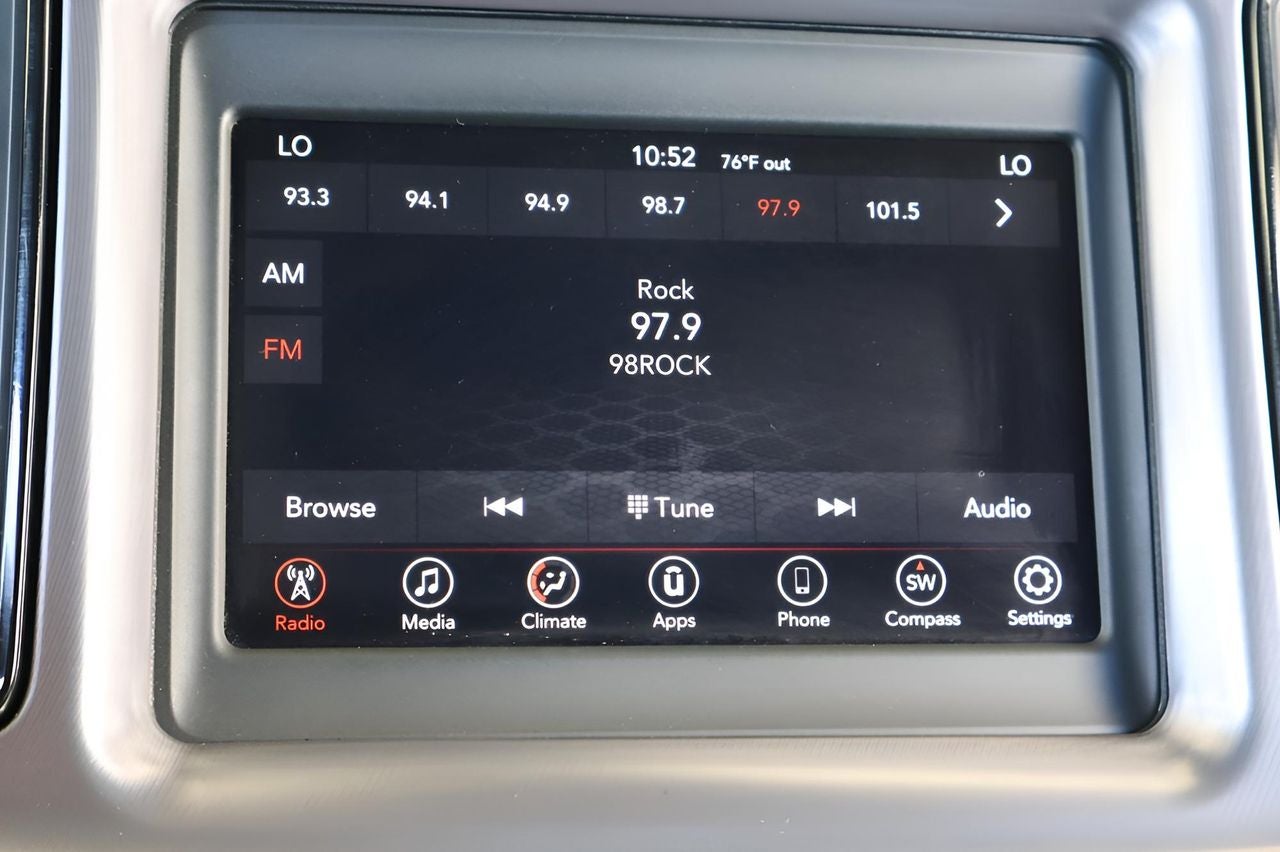 LO 10:52 76°F out LO
93.3 94.1 94.9 98.7 97.9 101.5
AM
FM
Rock
97.9
98ROCK
Browse Tune Audio
SW
Radio Media Climate Apps Phone Compass Settings